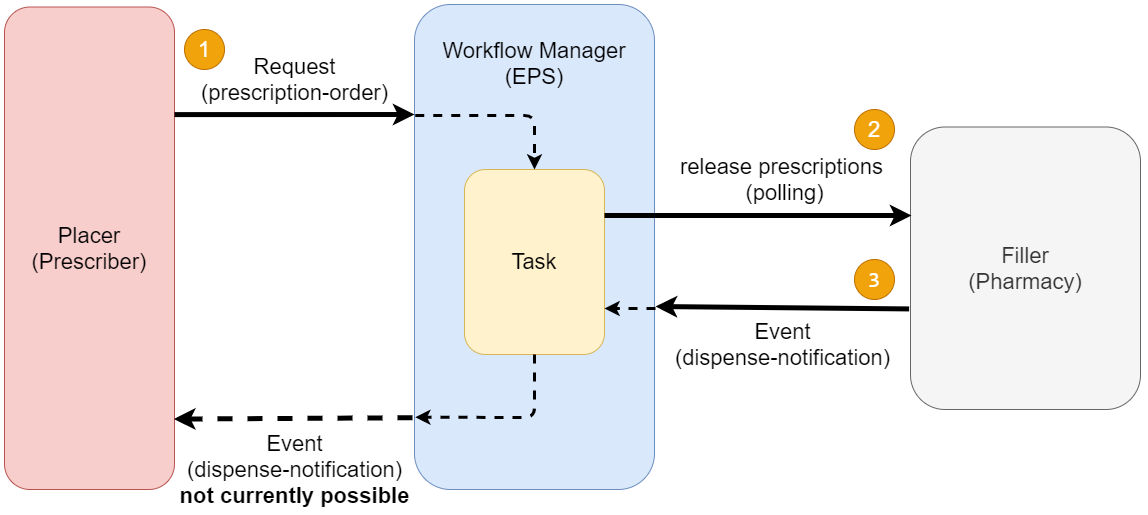 1
Request
(prescription-order)
Workflow Manager
(EPS)
2
release prescriptions
(polling)
Placer
(Prescriber)
Task
Filler
(Pharmacy)
3
Event
(dispense-notification)
Event
(dispense-notification)
not currently possible